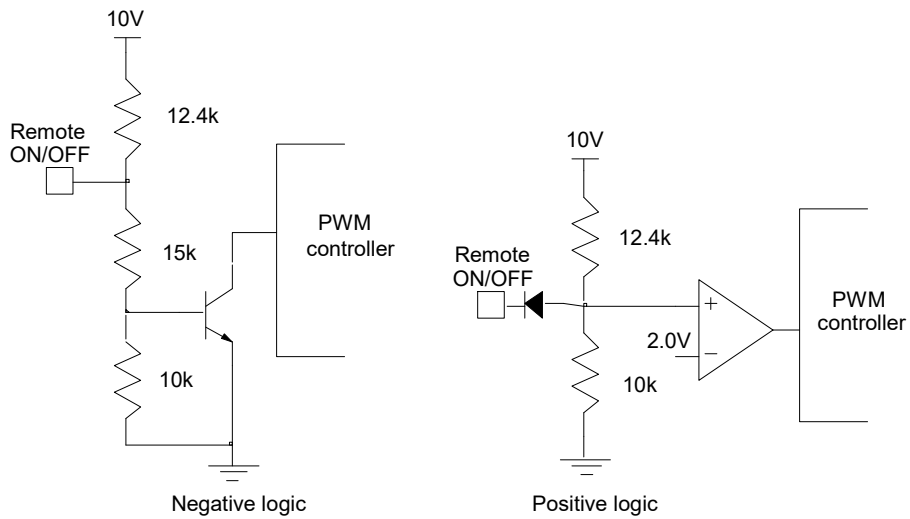 10V
12.4k
Remote
ON/OFF
15k
10k
PWM
controller
Negative logic
10V
12.4k
Remote
ON/OFF
+
2.0V
−
10k
PWM
controller
Positive logic